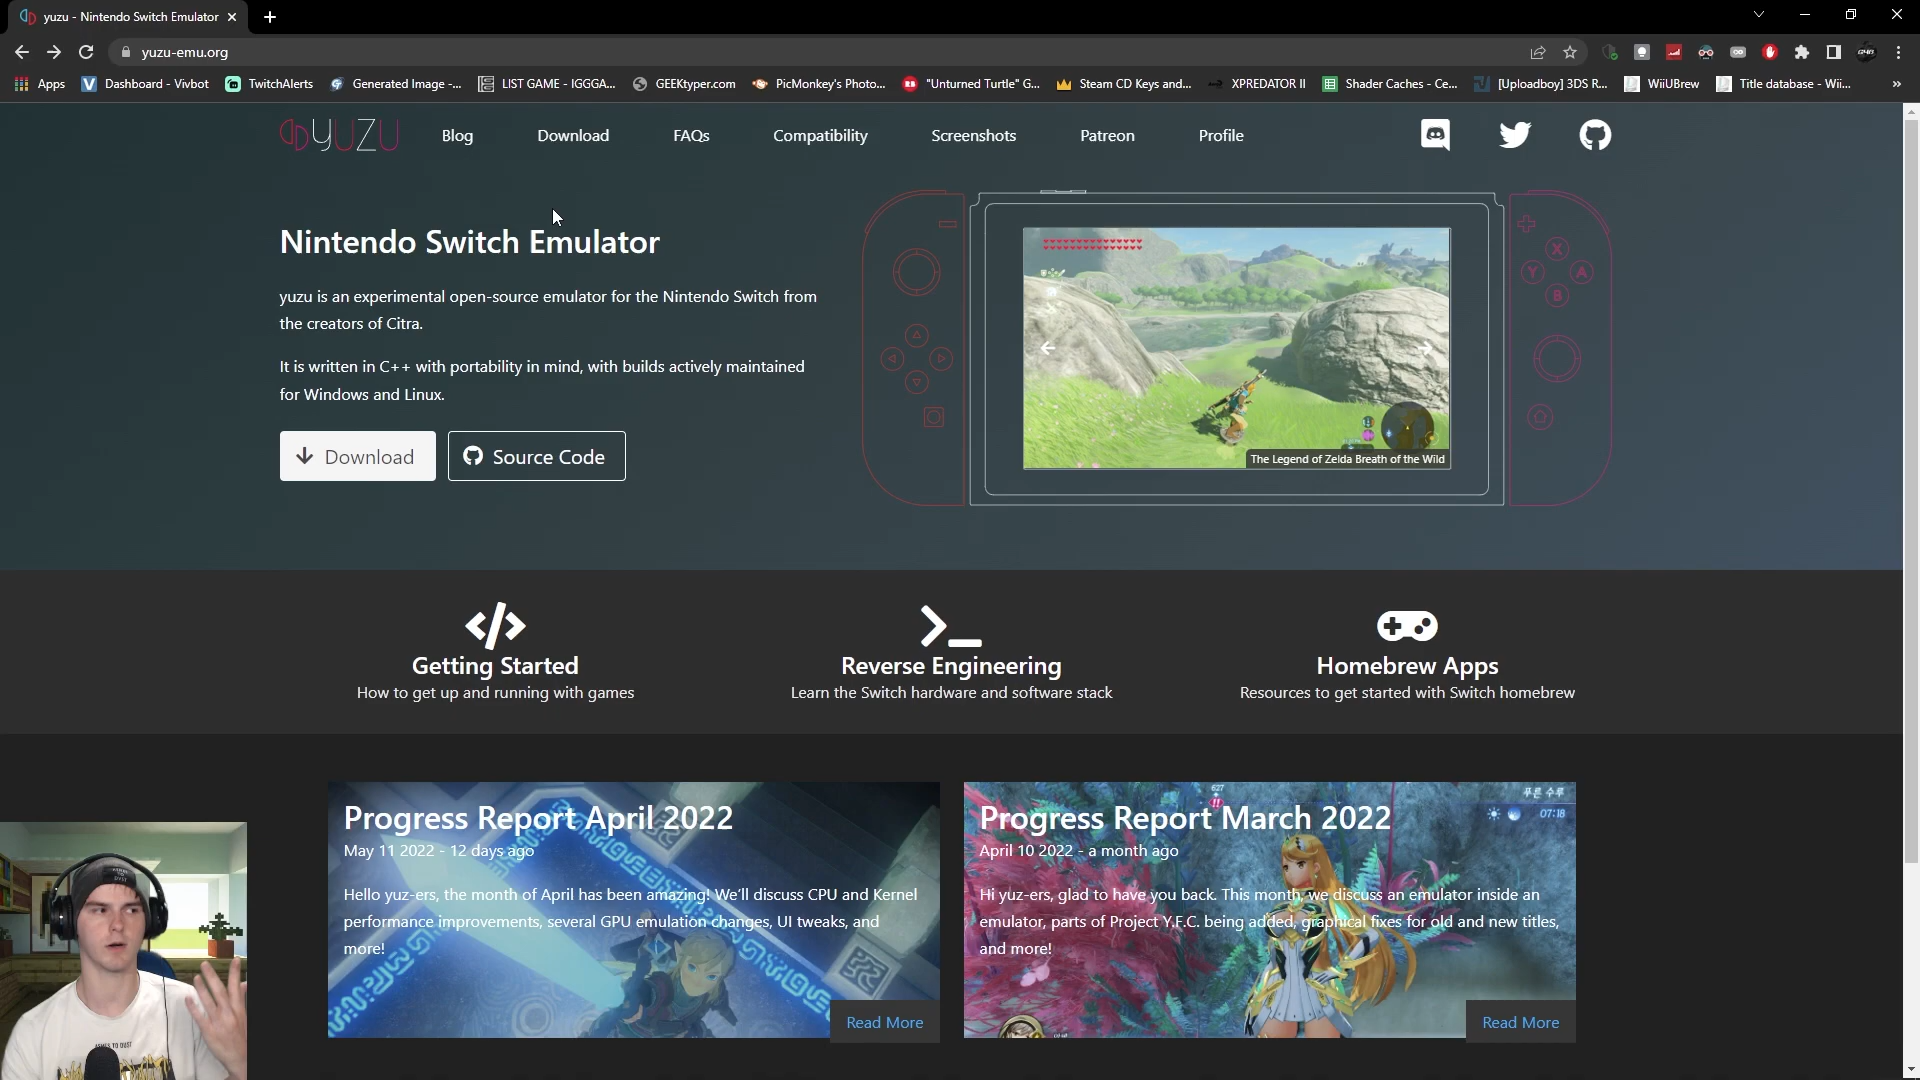 yuzu - Nintendo Switch Emulator
yuzu-emu.org
Apps
Dashboard - Vivbot
TwitchAlerts
Generated Image -...
LIST GAME - IGGGA...
GEEKtyper.com
PicMonkey's Photo...
"Unturned Turtle" G...
Steam CD Keys and...
XPREDATOR II
Shader Caches - Ce...
[Uploadboy] 3DS R...
WiiUBrew
Title database - Wii...
YUZU
Blog
Download
FAQs
Compatibility
Screenshots
Patreon
Profile
Nintendo Switch Emulator
yuzu is an experimental open-source emulator for the Nintendo Switch from
the creators of Citra.
It is written in C++ with portability in mind, with builds actively maintained
for Windows and Linux.
Download
Source Code
X
Y
A
B
The Legend of Zelda Breath of the Wild
Getting Started
How to get up and running with games
Reverse Engineering
Learn the Switch hardware and software stack
Homebrew Apps
Resources to get started with Switch homebrew
Progress Report April 2022
May 11 2022 - 12 days ago
Hello yuz-ers, the month of April has been amazing! We'll discuss CPU and Kernel
performance improvements, several GPU emulation changes, UI tweaks, and
more!
Read More
627
푸른 수루
07:18
Progress Report March 2022
April 10 2022 - a month ago
Hi yuz-ers, glad to have you back. This month, we discuss an emulator inside an
emulator, parts of Project Y.F.C. being added, graphical fixes for old and new titles,
and more!
Read More
ASHES TO DUST